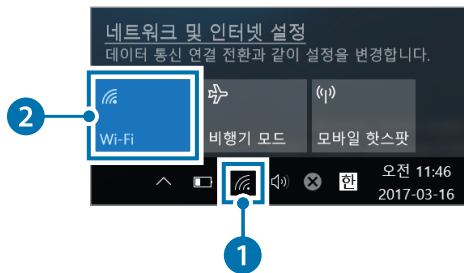 네트워크 및 인터넷 설정
데이터 통신 연결 전환과 같이 설정을 변경합니다.
2
Wi-Fi
비행기 모드
모바일 핫스팟
한
오전 11:46
2017-03-16
1